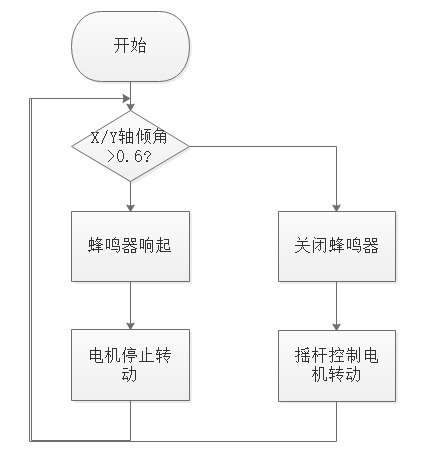 开始
X/Y轴倾角
>0.6?
蜂鸣器响起
关闭蜂鸣器
电机停止转
动
摇杆控制电
机转动